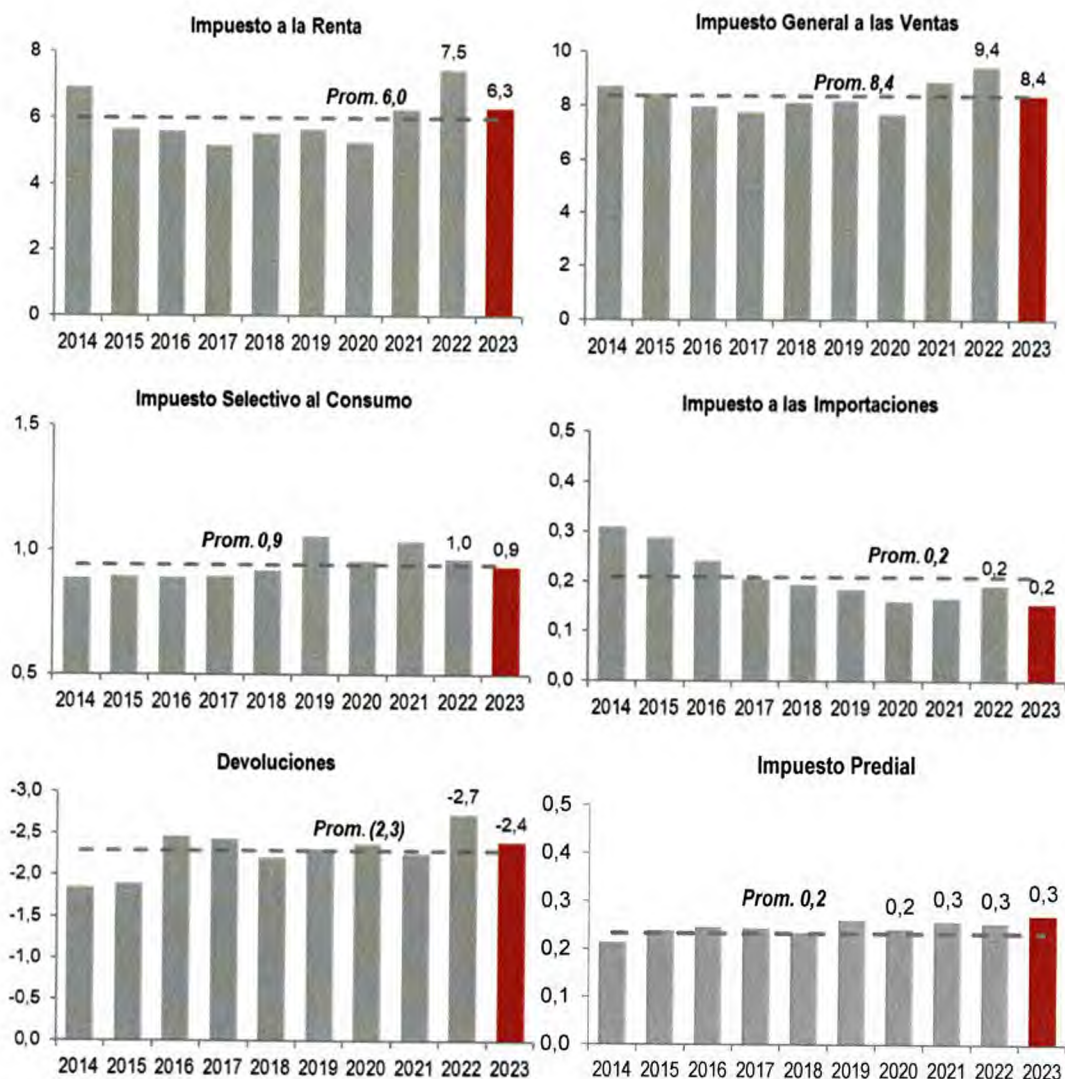 Impuesto a la Renta
8
6
4
2
0
Prom. 6,0
7,5
6,3
2014 2015 2016 2017 2018 2019 2020 2021 2022 2023
Impuesto General a las Ventas
10
8
6
4
2
0
Prom. 8,4
9,4
8,4
2014 2015 2016 2017 2018 2019 2020 2021 2022 2023
Impuesto Selectivo al Consumo
1,5
1,0
0,5
Prom. 0,9
1,0
0,9
2014 2015 2016 2017 2018 2019 2020 2021 2022 2023
Impuesto a las Importaciones
0,5
0,4
0,3
0,2
0,1
0,0
Prom. 0,2
0,2
0,2
2014 2015 2016 2017 2018 2019 2020 2021 2022 2023
Devoluciones
-3,0
-2,5
-2,0
-1,5
-1,0
-0,5
0,0
Prom. (2,3)
-2,7
-2,4
2014 2015 2016 2017 2018 2019 2020 2021 2022 2023
Impuesto Predial
0,5
0,4
0,3
0,2
0,1
0,0
Prom. 0,2
0,2
0,3
0,3
0,3
2014 2015 2016 2017 2018 2019 2020 2021 2022 2023